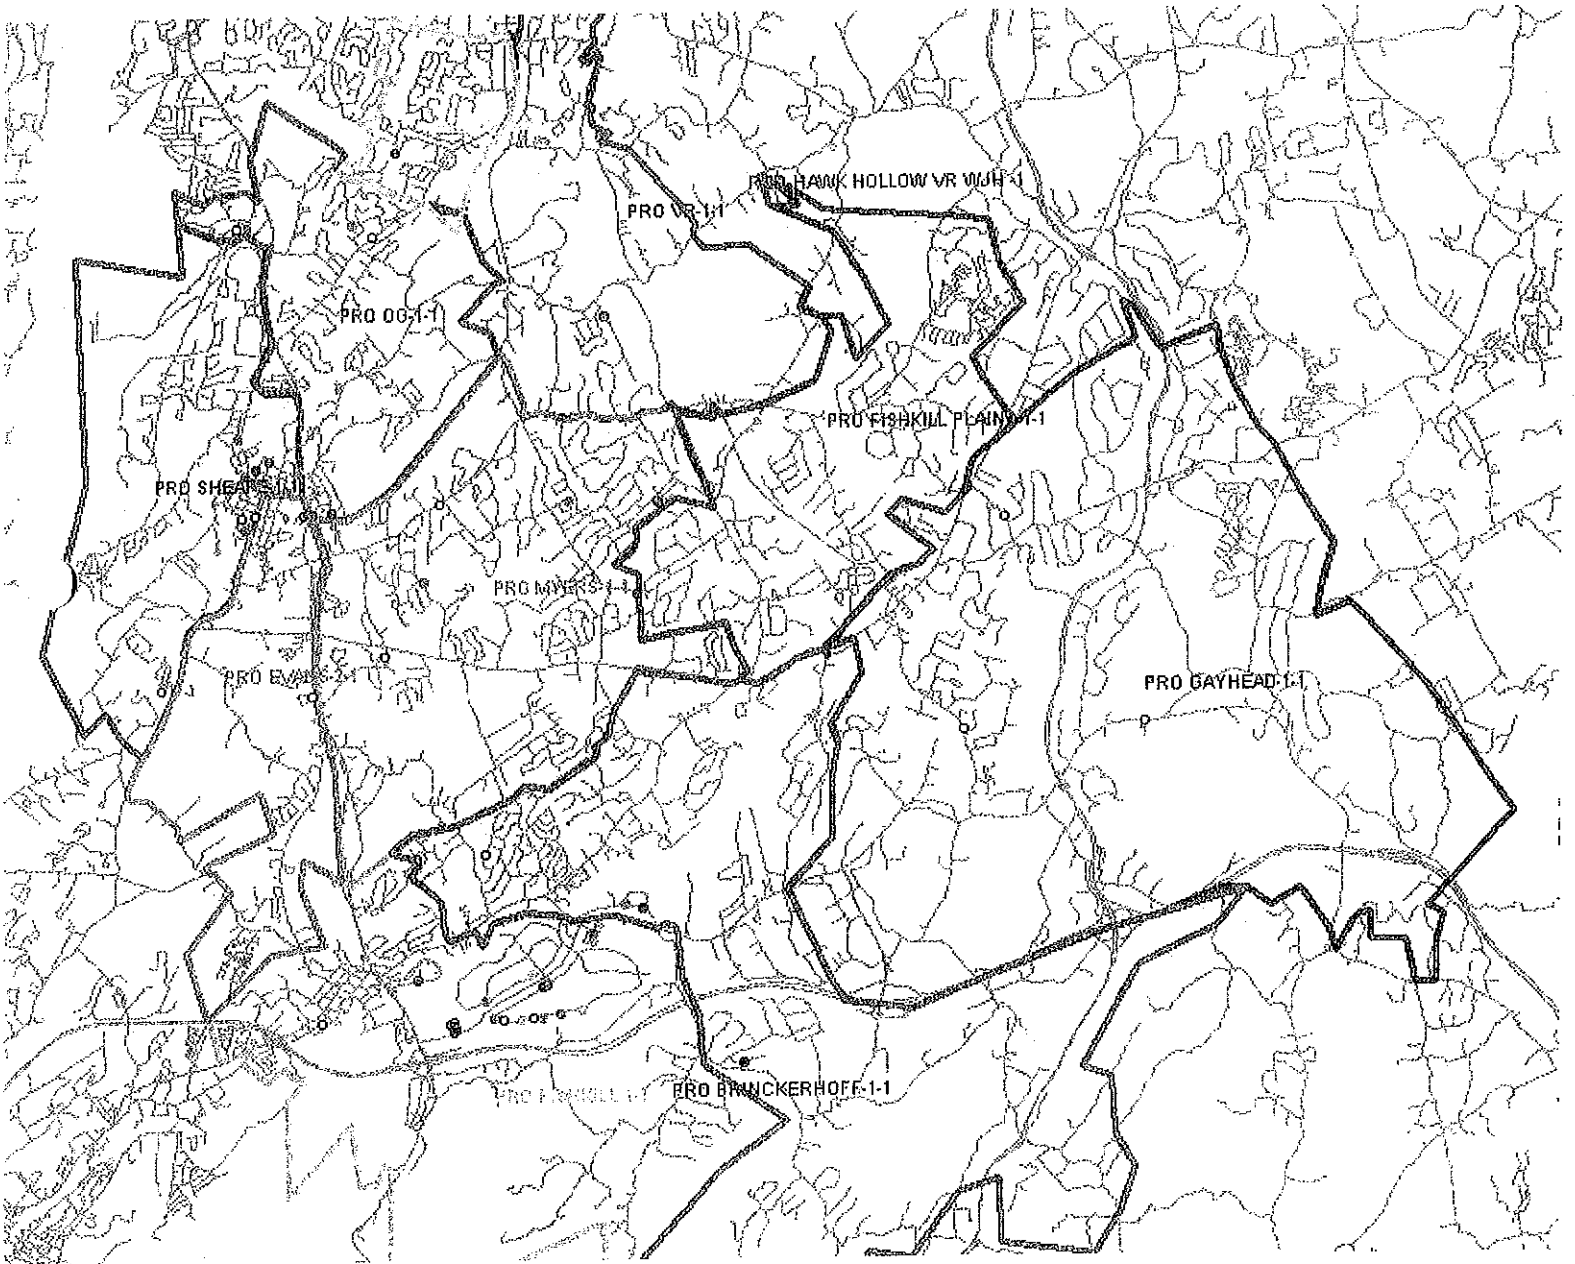 HAWK HOLLOW VR WJH -1
PRO VR-1-1
PRO OG-1-1
PRO FISHKILL PLAINS-1-1
PRO
PRO MYERS-1-1
PRO EVANS-1-1
PRO GAYHEAD-1-1
PRO FISHKILL 1-1
PRO BRINCKERHOFF-1-1